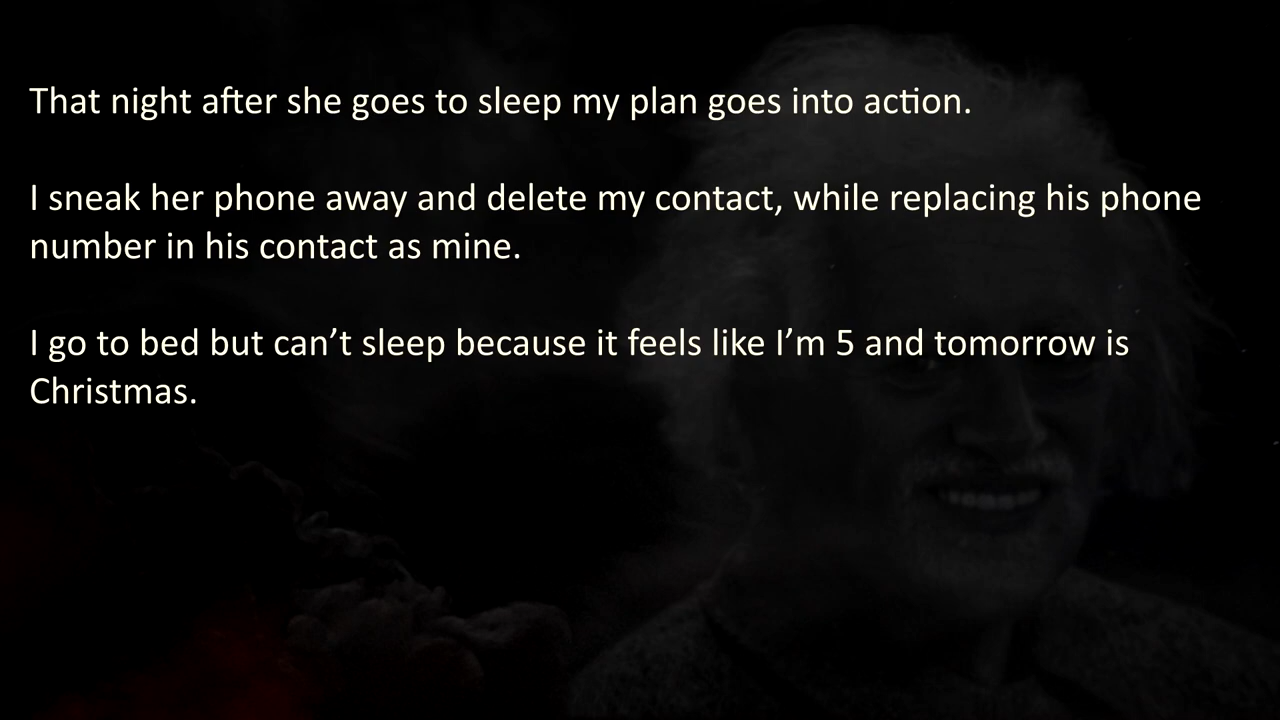 That night after she goes to sleep my plan goes into action.
I sneak her phone away and delete my contact, while replacing his phone
number in his contact as mine.
I go to bed but can’t sleep because it feels like I’m 5 and tomorrow is
Christmas.